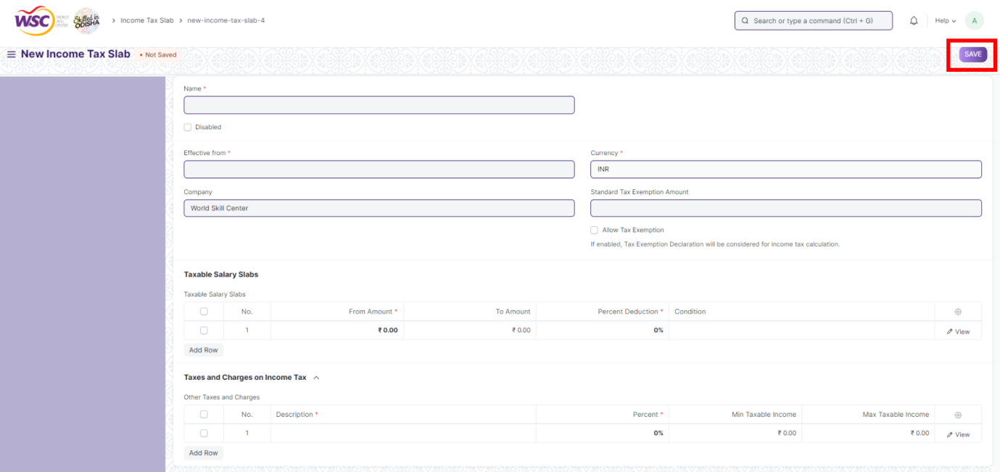 WSC WORLD SKILL CENTER Skilled in ODISHA > Income Tax Slab > new-income-tax-slab-4 Search or type a command (Ctrl + G) Help A
New Income Tax Slab • Not Saved SAVE
Name *
Disabled
Effective from * Currency *
INR
Company Standard Tax Exemption Amount
World Skill Center
Allow Tax Exemption
If enabled, Tax Exemption Declaration will be considered for income tax calculation.
Taxable Salary Slabs
Taxable Salary Slabs
No. From Amount * To Amount Percent Deduction * Condition
1 ₹ 0.00 ₹ 0.00 0% View
Add Row
Taxes and Charges on Income Tax
Other Taxes and Charges
No. Description * Percent * Min Taxable Income Max Taxable Income
1 0% ₹ 0.00 ₹ 0.00 View
Add Row